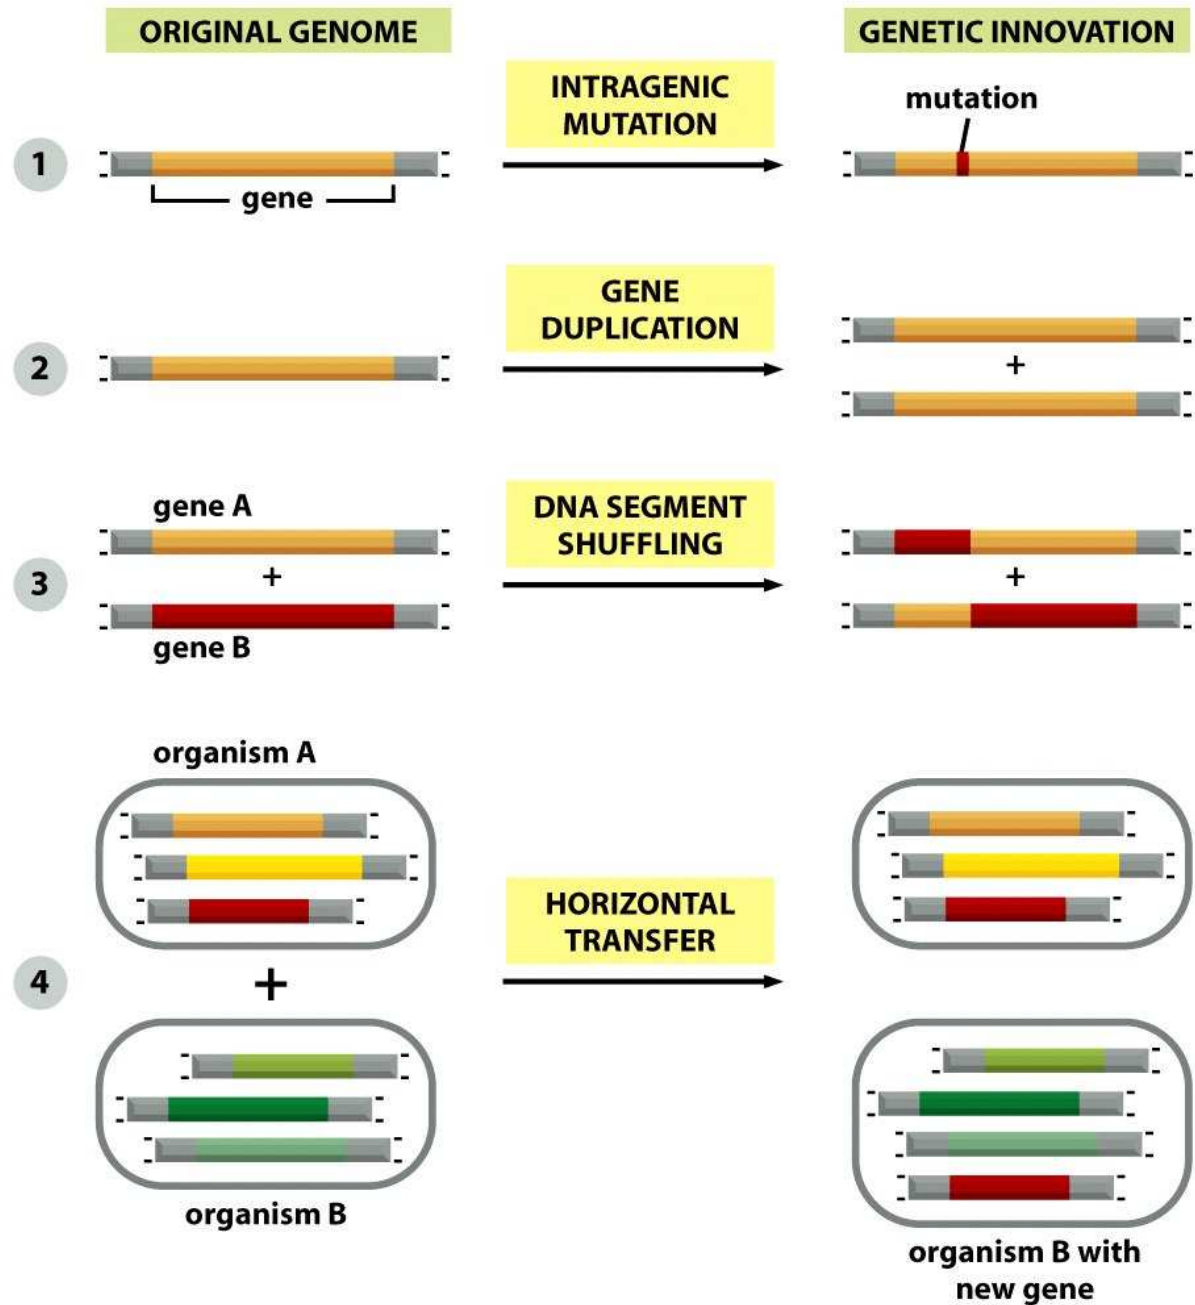 ORIGINAL GENOME
GENETIC INNOVATION
1
gene
INTRAGENIC
MUTATION
mutation
2
GENE
DUPLICATION
+
3
gene A
+
gene B
DNA SEGMENT
SHUFFLING
+
4
organism A
+
organism B
HORIZONTAL
TRANSFER
organism B with
new gene